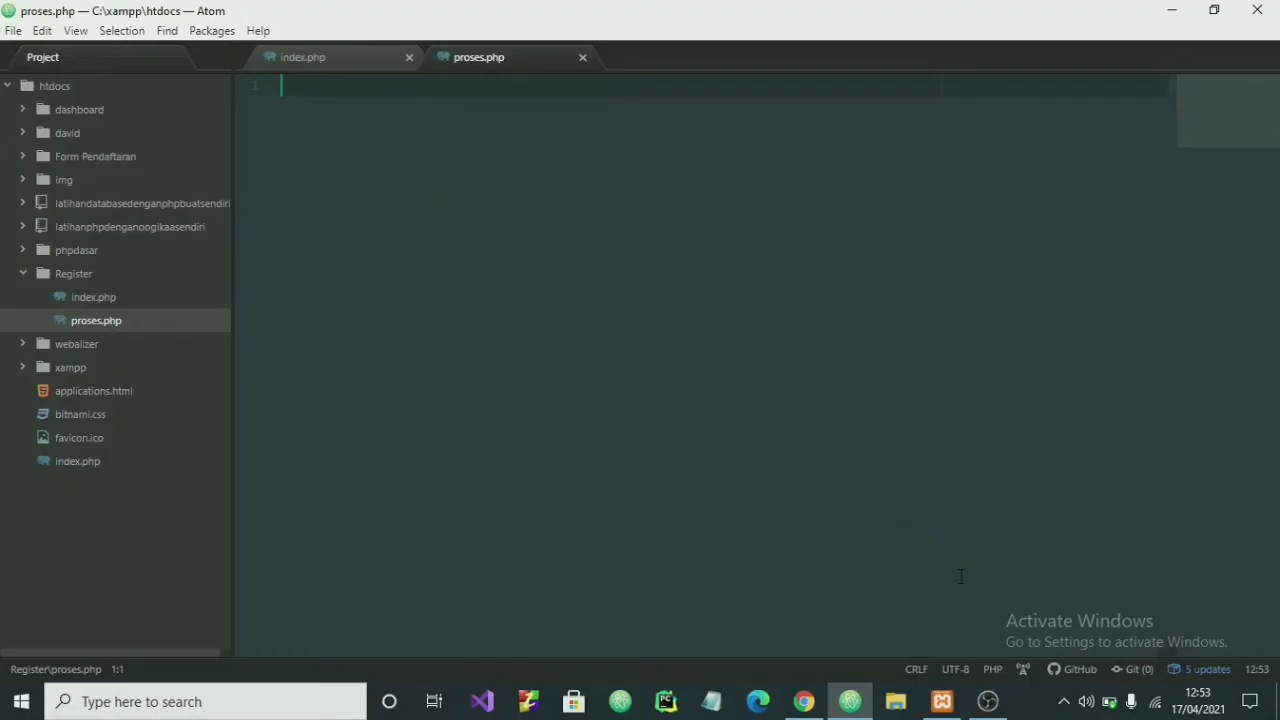 proses.php — C:\xampp\htdocs — Atom
File Edit View Selection Find Packages Help
Project
index.php
proses.php
1
htdocs
dashboard
david
Form Pendaftaran
img
latihandatabasedenganphpbuatsendiri
latihanphpdenganoogikaasendiri
phpdasar
Register
index.php
proses.php
webalizer
xampp
applications.html
bitnami.css
favicon.ico
index.php
Activate Windows
Go to Settings to activate Windows.
Register\proses.php 1:1
CRLF UTF-8 PHP GitHub Git (0) 5 updates 12:53
Type here to search
PC
12:53
17/04/2021